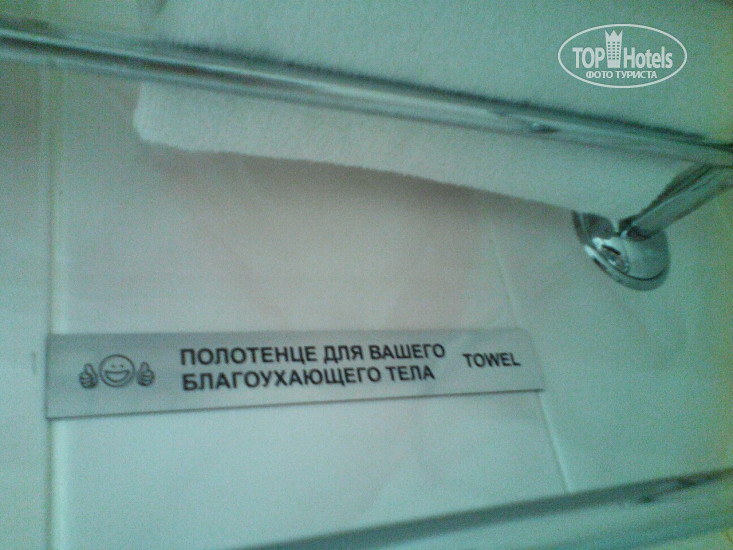 TOP Hotels
ФОТО ТУРИСТА
ПОЛОТЕНЦЕ ДЛЯ ВАШЕГО
БЛАГОУХАЮЩЕГО ТЕЛА
TOWEL